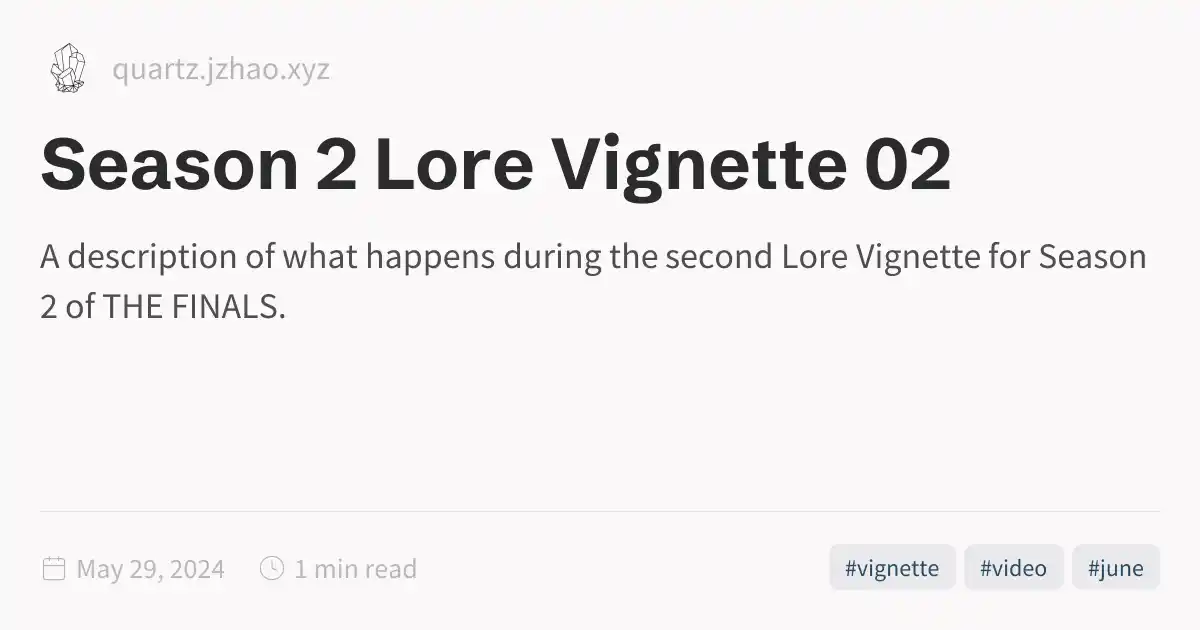 quartz.jzhao.xyz
Season 2 Lore Vignette 02
A description of what happens during the second Lore Vignette for Season
2 of THE FINALS.
May 29, 2024 1 min read #vignette #video #june